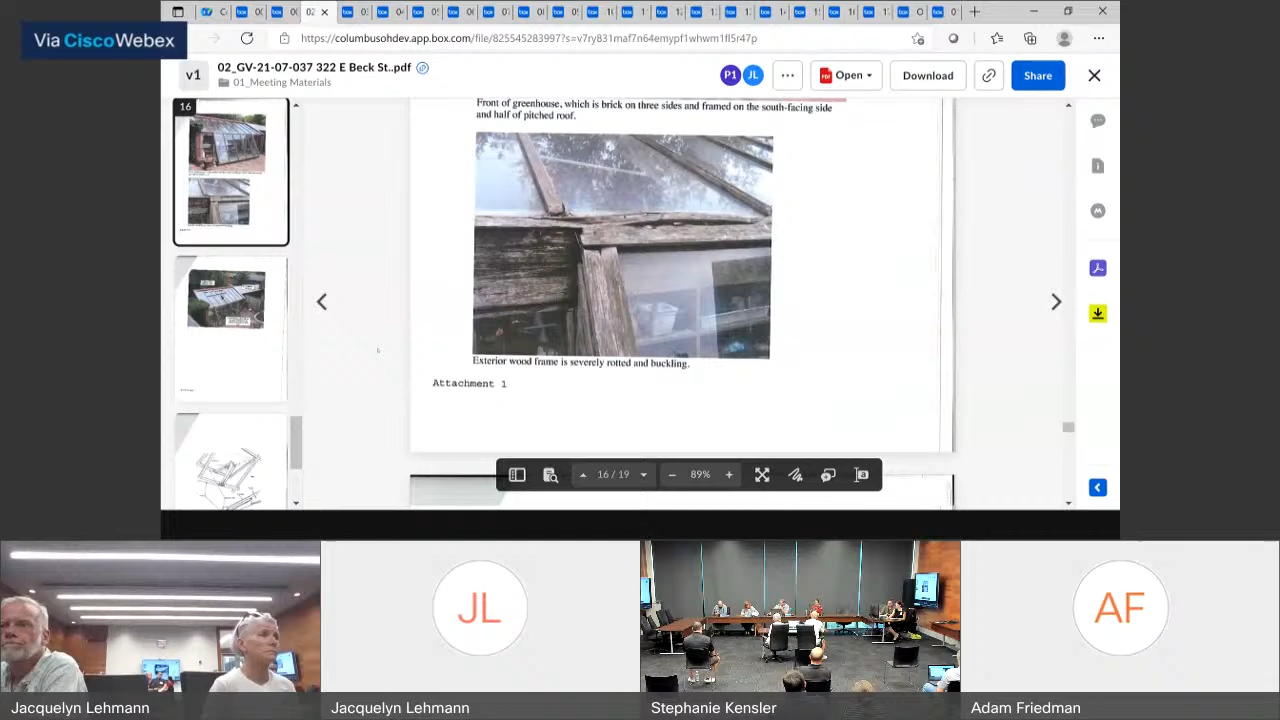 Via Cisco Webex
https://columbusohdev.app.box.com/file/825545283997?s=v7ry831maf7n64emypf1whwm1fl5r47p
v1
02_GV-21-07-037 322 E Beck St..pdf
01_Meeting Materials
P1
JL
Open
Download
Share
16
Front of greenhouse, which is brick on three sides and framed on the south-facing side
and half of pitched roof.
Exterior wood frame is severely rotted and buckling.
Attachment 1
16 / 19
89%
JL
AF
Jacquelyn Lehmann
Jacquelyn Lehmann
Stephanie Kensler
Adam Friedman